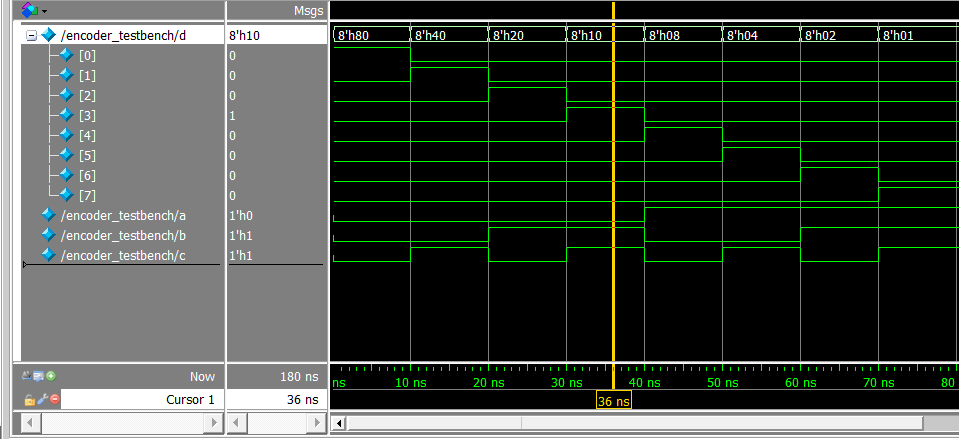 Msgs
/encoder_testbench/d 8'h10 8'h80 8'h40 8'h20 8'h10 8'h08 8'h04 8'h02 8'h01
[0] 0
[1] 0
[2] 0
[3] 1
[4] 0
[5] 0
[6] 0
[7] 0
/encoder_testbench/a 1'h0
/encoder_testbench/b 1'h1
/encoder_testbench/c 1'h1
Now 180 ns ns 10 ns 20 ns 30 ns 40 ns 50 ns 60 ns 70 ns 80
Cursor 1 36 ns 36 ns